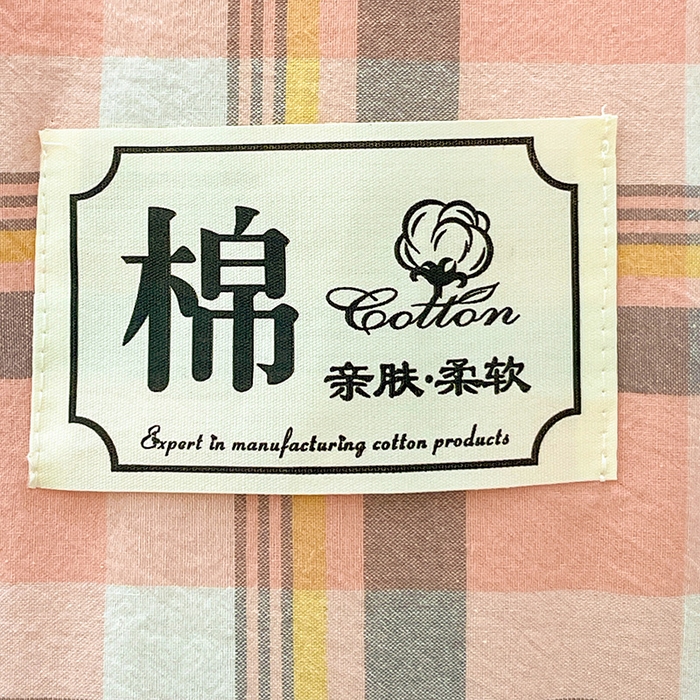 棉
Cotton
亲肤·柔软
Expert in manufacturing cotton products